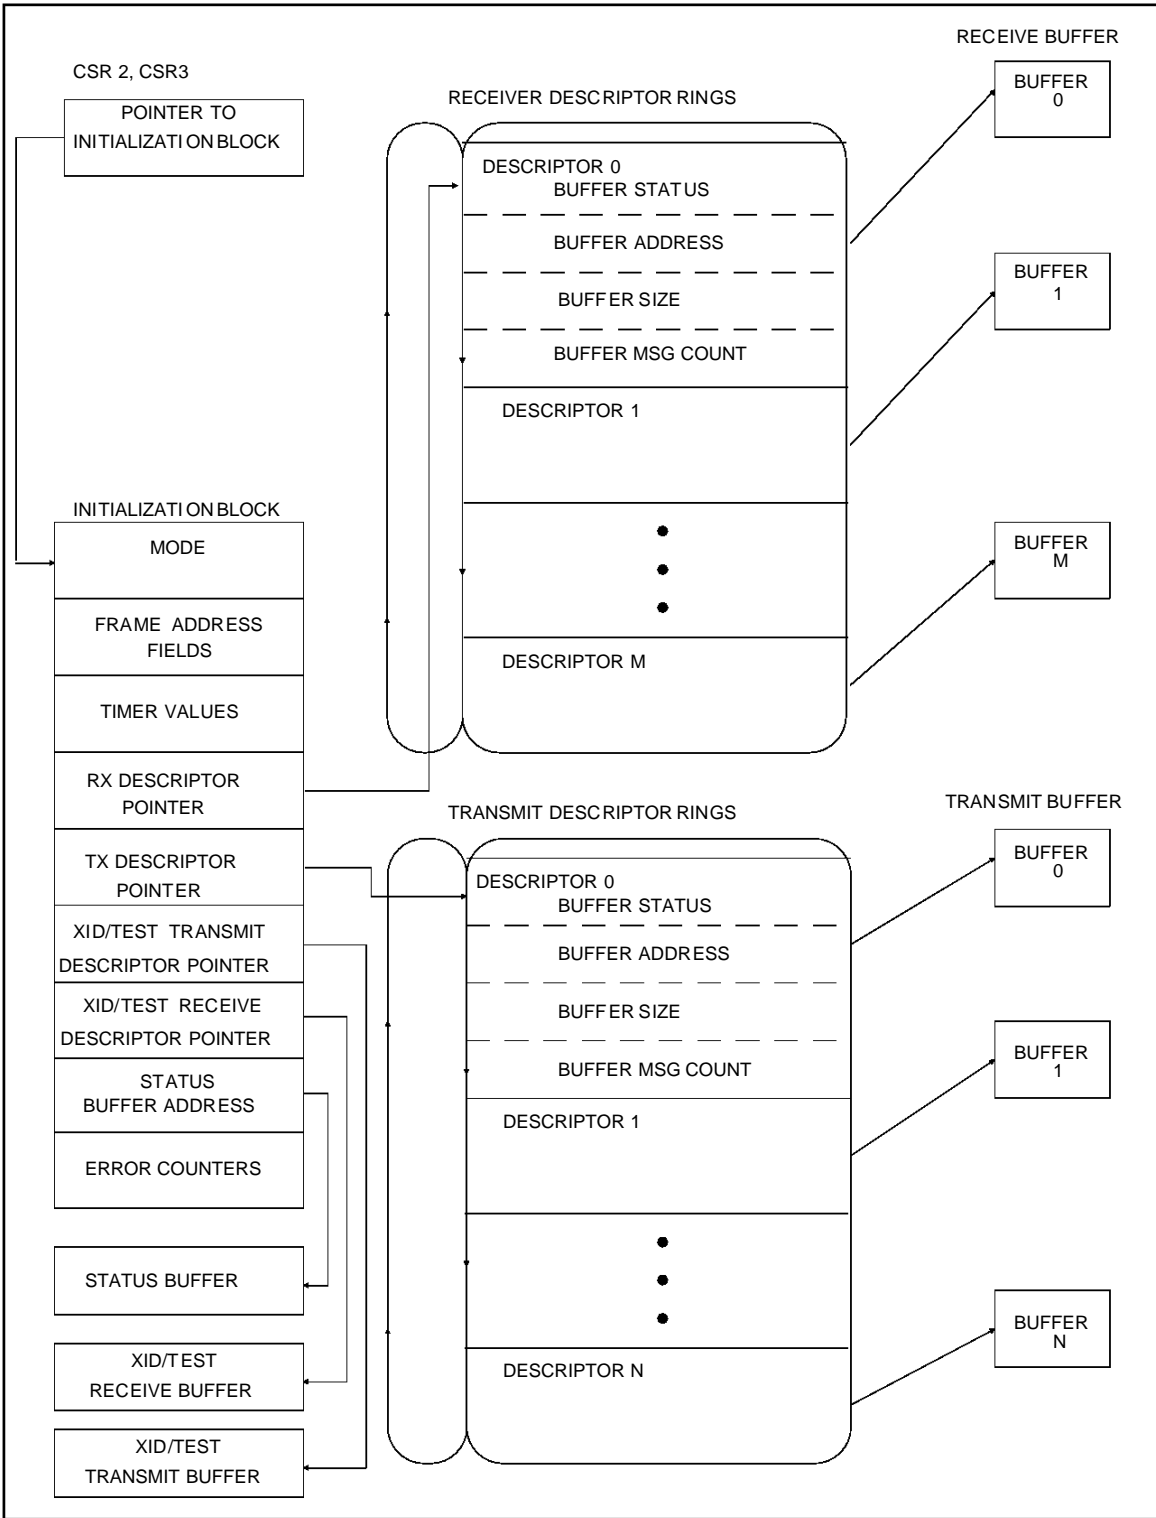 CSR 2, CSR3
POINTER TO
INITIALIZATION BLOCK
INITIALIZATION BLOCK
MODE
FRAME ADDRESS
FIELDS
TIMER VALUES
RX DESCRIPTOR
POINTER
TX DESCRIPTOR
POINTER
XID/TEST TRANSMIT
DESCRIPTOR POINTER
XID/TEST RECEIVE
DESCRIPTOR POINTER
STATUS
BUFFER ADDRESS
ERROR COUNTERS
STATUS BUFFER
XID/TEST
RECEIVE BUFFER
XID/TEST
TRANSMIT BUFFER
RECEIVER DESCRIPTOR RINGS
DESCRIPTOR 0
BUFFER STATUS
BUFFER ADDRESS
BUFFER SIZE
BUFFER MSG COUNT
DESCRIPTOR 1
DESCRIPTOR M
RECEIVE BUFFER
BUFFER
0
BUFFER
1
BUFFER
M
TRANSMIT DESCRIPTOR RINGS
DESCRIPTOR 0
BUFFER STATUS
BUFFER ADDRESS
BUFFER SIZE
BUFFER MSG COUNT
DESCRIPTOR 1
DESCRIPTOR N
TRANSMIT BUFFER
BUFFER
0
BUFFER
1
BUFFER
N